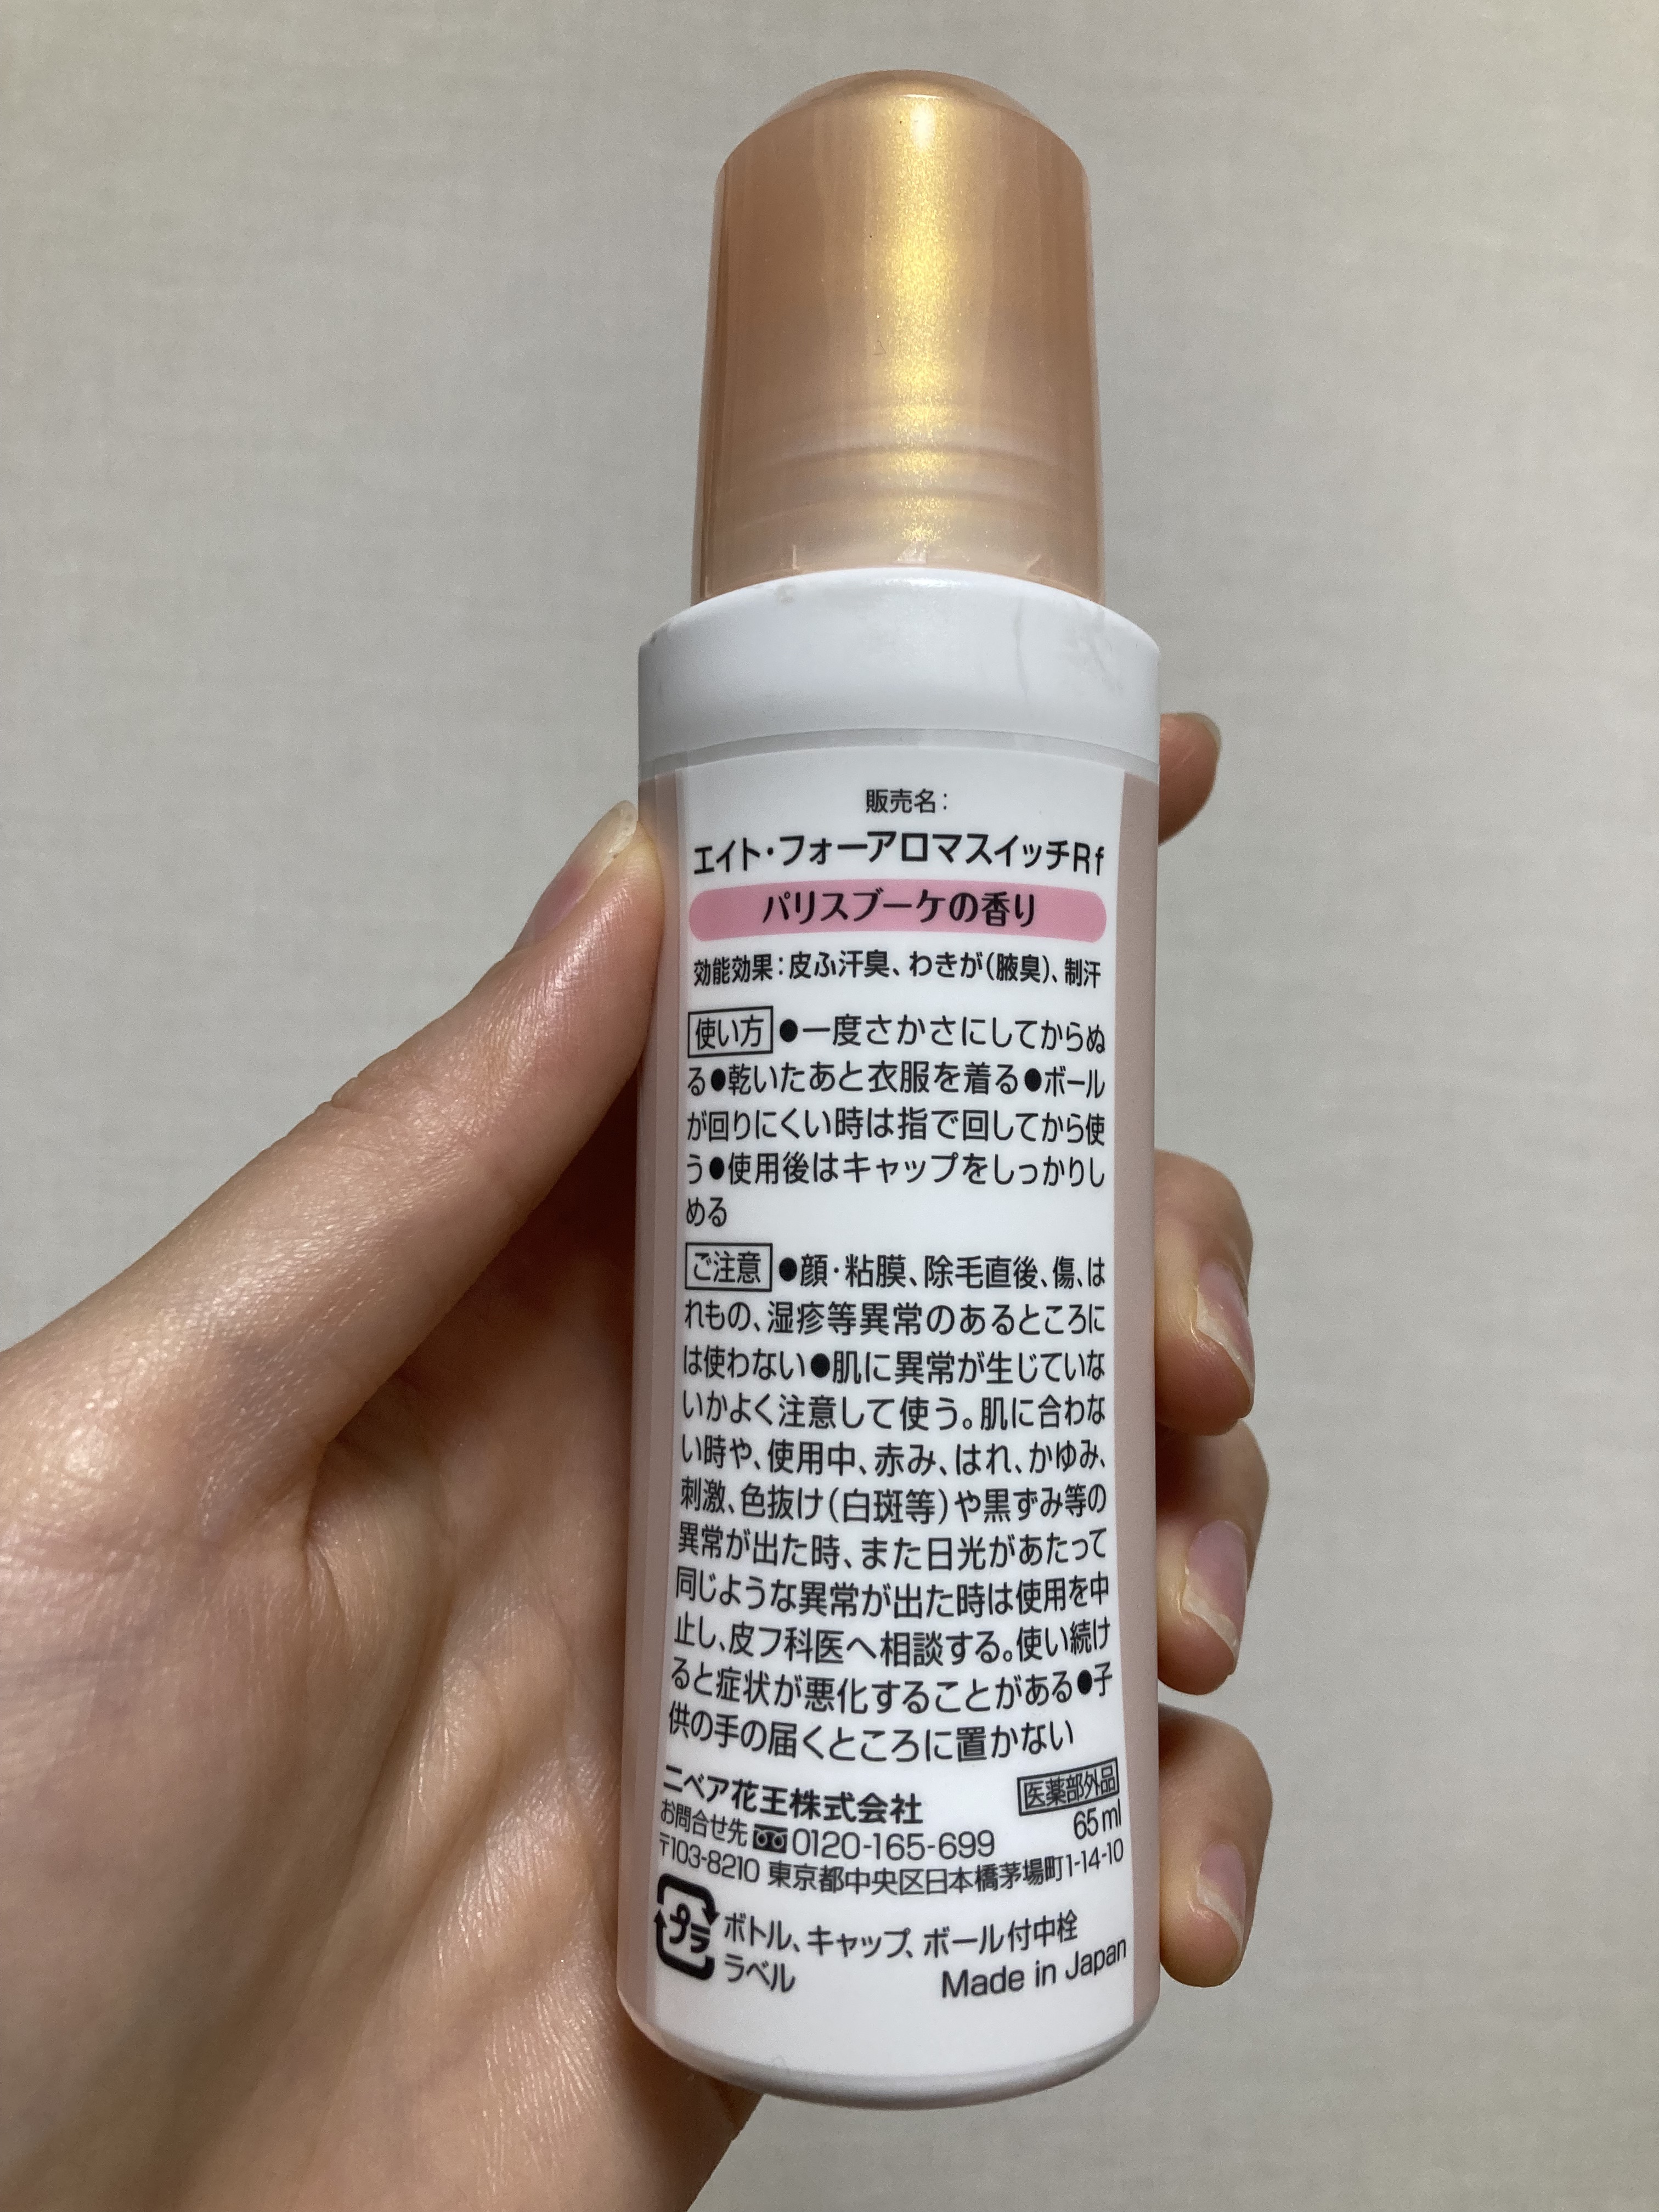 販売名:
エイト・フォーアロマスイッチRf
パリスブーケの香り
効能効果:皮ふ汗臭、わきが(腋臭)、制汗
使い方 ●一度さかさにしてからぬ
る●乾いたあと衣服を着る●ボール
が回りにくい時は指で回してから使
う●使用後はキャップをしっかりし
める
ご注意 ●顔・粘膜、除毛直後、傷、は
れもの、湿疹等異常のあるところに
は使わない●肌に異常が生じていな
いかよく注意して使う。肌に合わな
い時や、使用中、赤み、はれ、かゆみ、
刺激、色抜け(白斑等)や黒ずみ等の
異常が出た時、また日光があたって
同じような異常が出た時は使用を中
止し、皮フ科医へ相談する。使い続け
ると症状が悪化することがある●子
供の手の届くところに置かない
ニベア花王株式会社
医薬部外品
お問合せ先 0120-165-699
65ml
〒103-8210 東京都中央区日本橋茅場町1-14-10
プラ
ボトル、キャップ、ボール付中栓
ラベル
Made in Japan